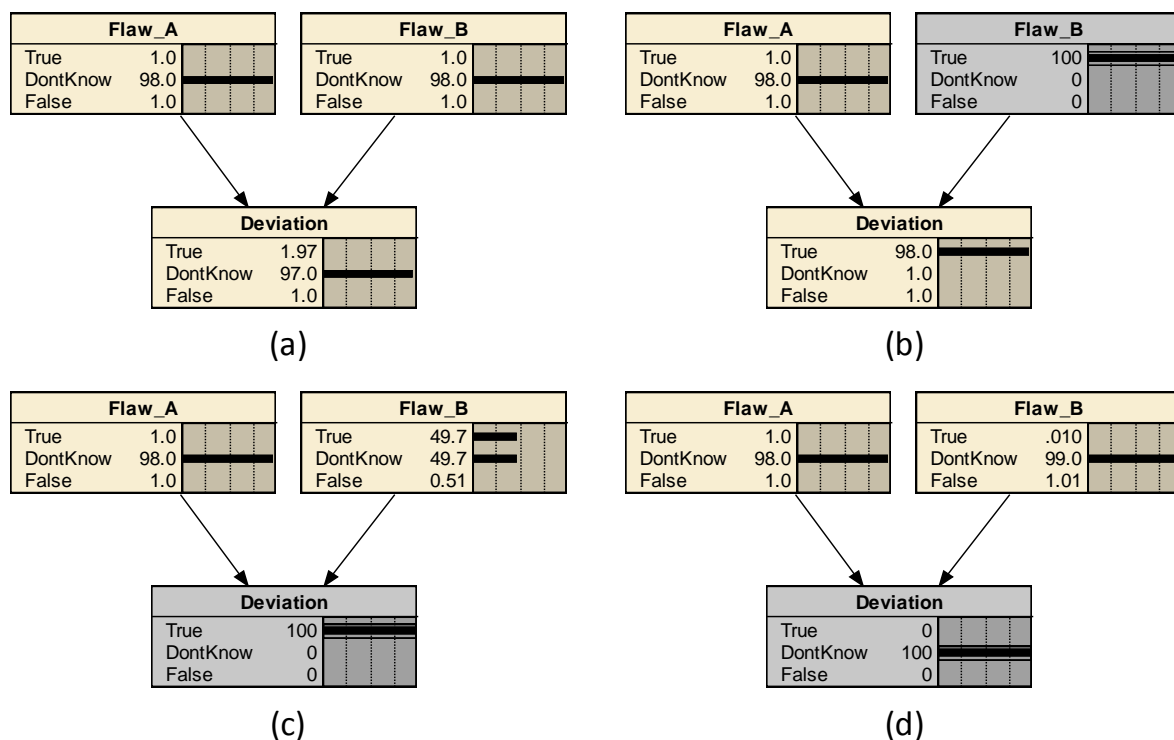 Flaw_A
True 1.0
DontKnow 98.0
False 1.0
Flaw_B
True 1.0
DontKnow 98.0
False 1.0
Deviation
True 1.97
DontKnow 97.0
False 1.0
(a)
Flaw_A
True 1.0
DontKnow 98.0
False 1.0
Flaw_B
True 100
DontKnow 0
False 0
Deviation
True 98.0
DontKnow 1.0
False 1.0
(b)
Flaw_A
True 1.0
DontKnow 98.0
False 1.0
Flaw_B
True 49.7
DontKnow 49.7
False 0.51
Deviation
True 100
DontKnow 0
False 0
(c)
Flaw_A
True 1.0
DontKnow 98.0
False 1.0
Flaw_B
True .010
DontKnow 99.0
False 1.01
Deviation
True 0
DontKnow 100
False 0
(d)